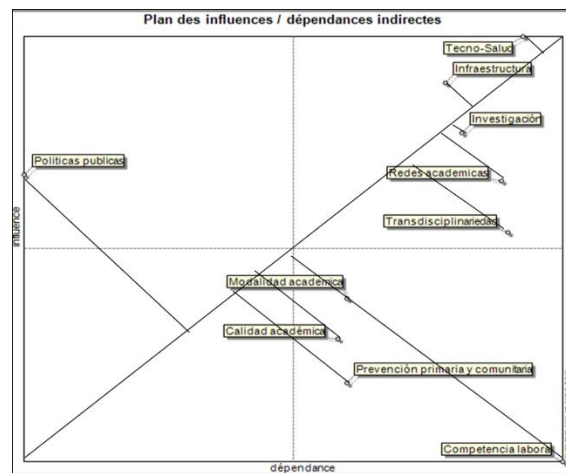 Plan des influences / dépendances indirectes
Tecno-Salud
Infraestructura
Investigación
Politicas publicas
Redes academicas
Transdisciplinariedas
influence
Modalidad academica
Calidad académica
Prevención primaria y comunitaria
Competencia laboral
dépendance